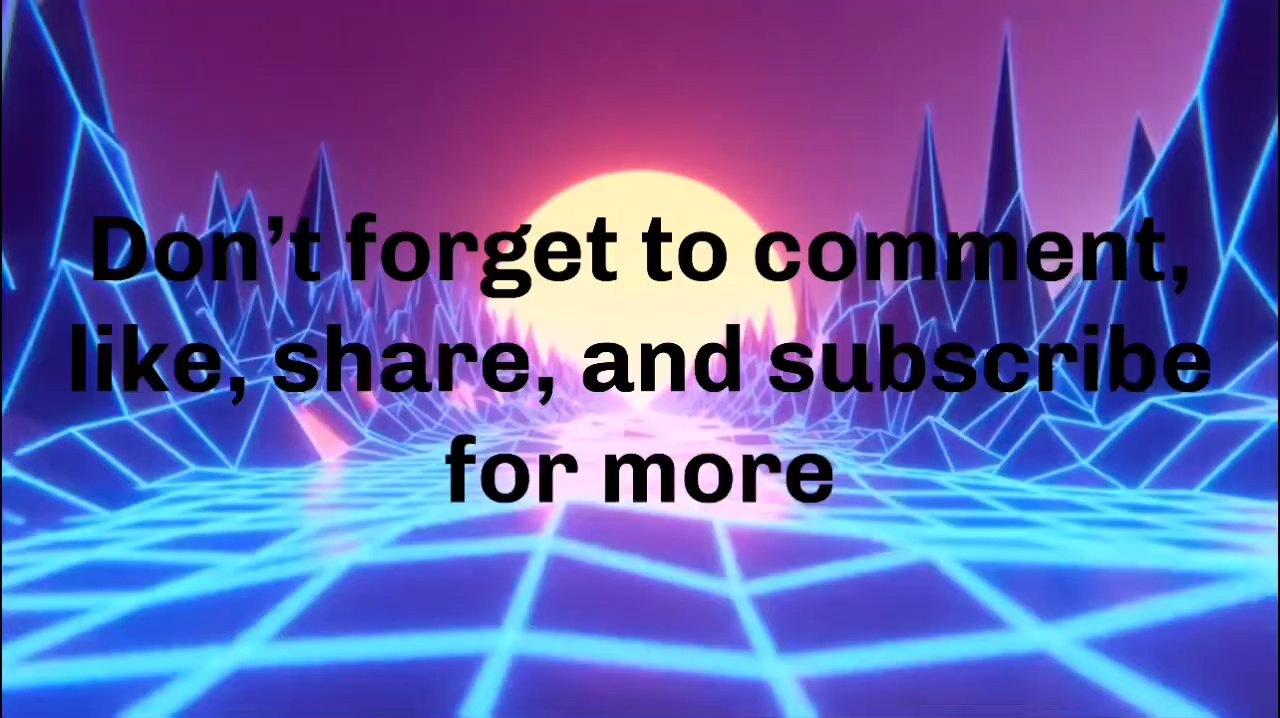 Don’t forget to comment,
like, share, and subscribe
for more